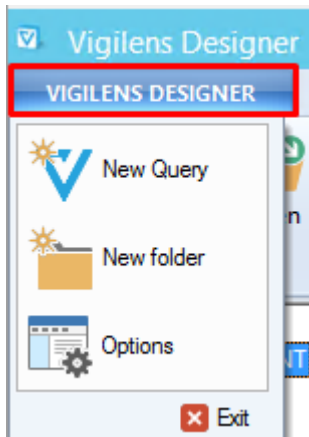 Vigilens Designer
VIGILENS DESIGNER
New Query
New folder
Options
Exit